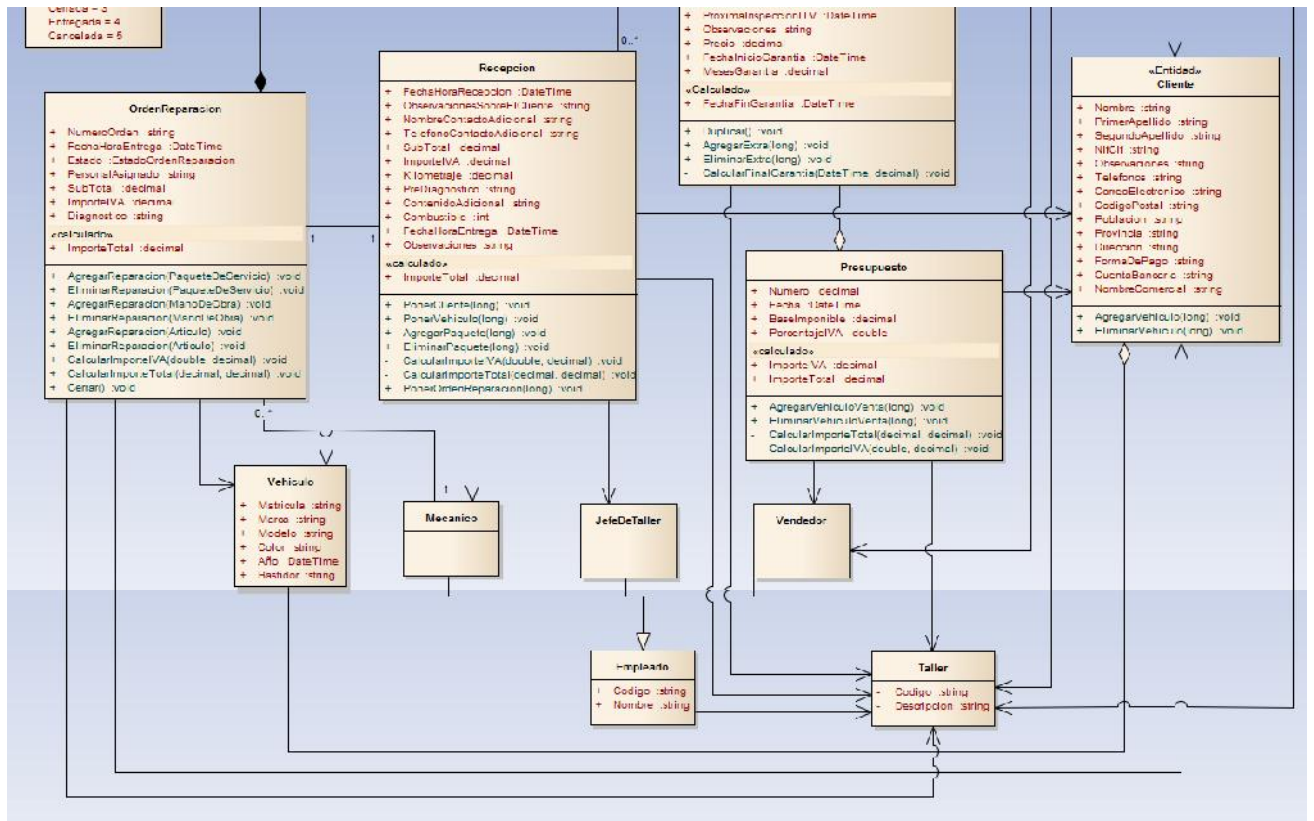 Cerrada = 3
Entregada = 4
Cancelada = 5
OrdenReparacion
+ NumeroOrden :string
+ FechaHoraEntrega :DateTime
+ Estado :EstadoOrdenReparacion
+ PersonalAsignado :string
+ SubTotal :decimal
+ ImporteIVA :decimal
+ Diagnostico :string
«calculado»
+ ImporteTotal :decimal
+ AgregarReparacion(PaqueteDeServicio) :void
+ EliminarReparacion(PaqueteDeServicio) :void
+ AgregarReparacion(ManoDeObra) :void
+ EliminarReparacion(ManoDeObra) :void
+ AgregarReparacion(Articulo) :void
+ EliminarReparacion(Articulo) :void
+ CalcularImporteIVA(double, decimal) :void
+ CalcularImporteTotal(decimal, decimal) :void
+ Cerrar() :void
1
1
0..1
Recepcion
+ FechaHoraRecepcion :DateTime
+ ObservacionesSobreElCliente :string
+ NombreContactoAdicional :string
+ TelefonoContactoAdicional :string
+ SubTotal :decimal
+ ImporteIVA :decimal
+ Kilometraje :decimal
+ PreDiagnostico :string
+ ContenidoAdicional :string
+ Combustible :int
+ FechaHoraEntrega :DateTime
+ Observaciones :string
«calculado»
+ ImporteTotal :decimal
+ PonerCliente(long) :void
+ PonerVehiculo(long) :void
+ AgregarPaquete(long) :void
+ EliminarPaquete(long) :void
- CalcularImporteIVA(double, decimal) :void
- CalcularImporteTotal(decimal, decimal) :void
+ PonerOrdenReparacion(long) :void
+ ProximaInspeccionITV :DateTime
+ Observaciones :string
+ Precio :decimal
+ FechaInicioGarantia :DateTime
+ MesesGarantia :decimal
«Calculado»
+ FechaFinGarantia :DateTime
+ Duplicar() :void
+ AgregarExtra(long) :void
+ EliminarExtra(long) :void
- CalcularFinalGarantia(DateTime, decimal) :void
Presupuesto
+ Numero :decimal
+ Fecha :DateTime
+ BaseImponible :decimal
+ PorcentajeIVA :double
«calculado»
+ ImporteIVA :decimal
+ ImporteTotal :decimal
+ AgregarVehiculoVenta(long) :void
+ EliminarVehiculoVenta(long) :void
- CalcularImporteTotal(decimal, decimal) :void
CalcularImporteIVA(double, decimal) :void
«Entidad»
Cliente
+ Nombre :string
+ PrimerApellido :string
+ SegundoApellido :string
+ NifCif :string
+ Observaciones :string
+ Telefonos :string
+ CorreoElectronico :string
+ CodigoPostal :string
+ Poblacion :string
+ Provincia :string
+ Direccion :string
+ FormaDePago :string
+ CuentaBancaria :string
+ NombreComercial :string
+ AgregarVehiculo(long) :void
+ EliminarVehiculo(long) :void
0..*
1
Vehiculo
+ Matricula :string
+ Marca :string
+ Modelo :string
+ Color :string
+ Año :DateTime
+ Bastidor :string
Mecanico
JefeDeTaller
Vendedor
Empleado
+ Codigo :string
+ Nombre :string
Taller
- Codigo :string
- Descripcion :string